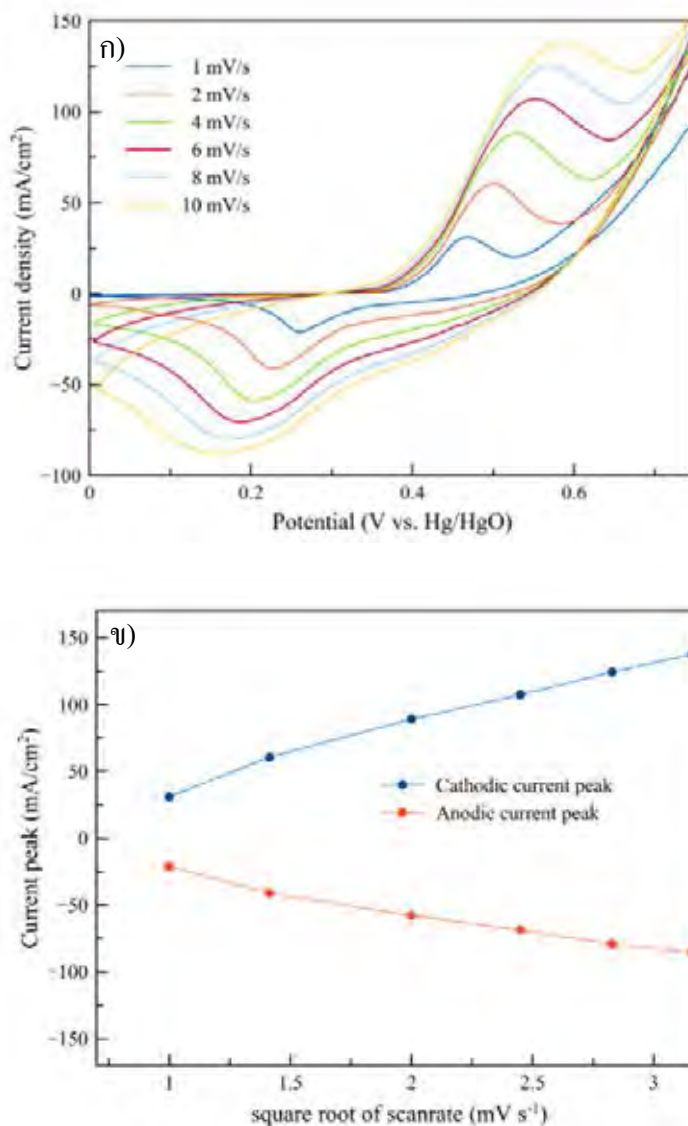 ก)
1 mV/s
2 mV/s
4 mV/s
6 mV/s
8 mV/s
10 mV/s
150
100
50
0
−50
−100
Current density (mA/cm²)
0
0.2
0.4
0.6
Potential (V vs. Hg/HgO)
ข)
150
100
50
0
−50
−100
−150
Current peak (mA/cm²)
Cathodic current peak
Anodic current peak
1
1.5
2
2.5
3
square root of scanrate (mV s⁻¹)